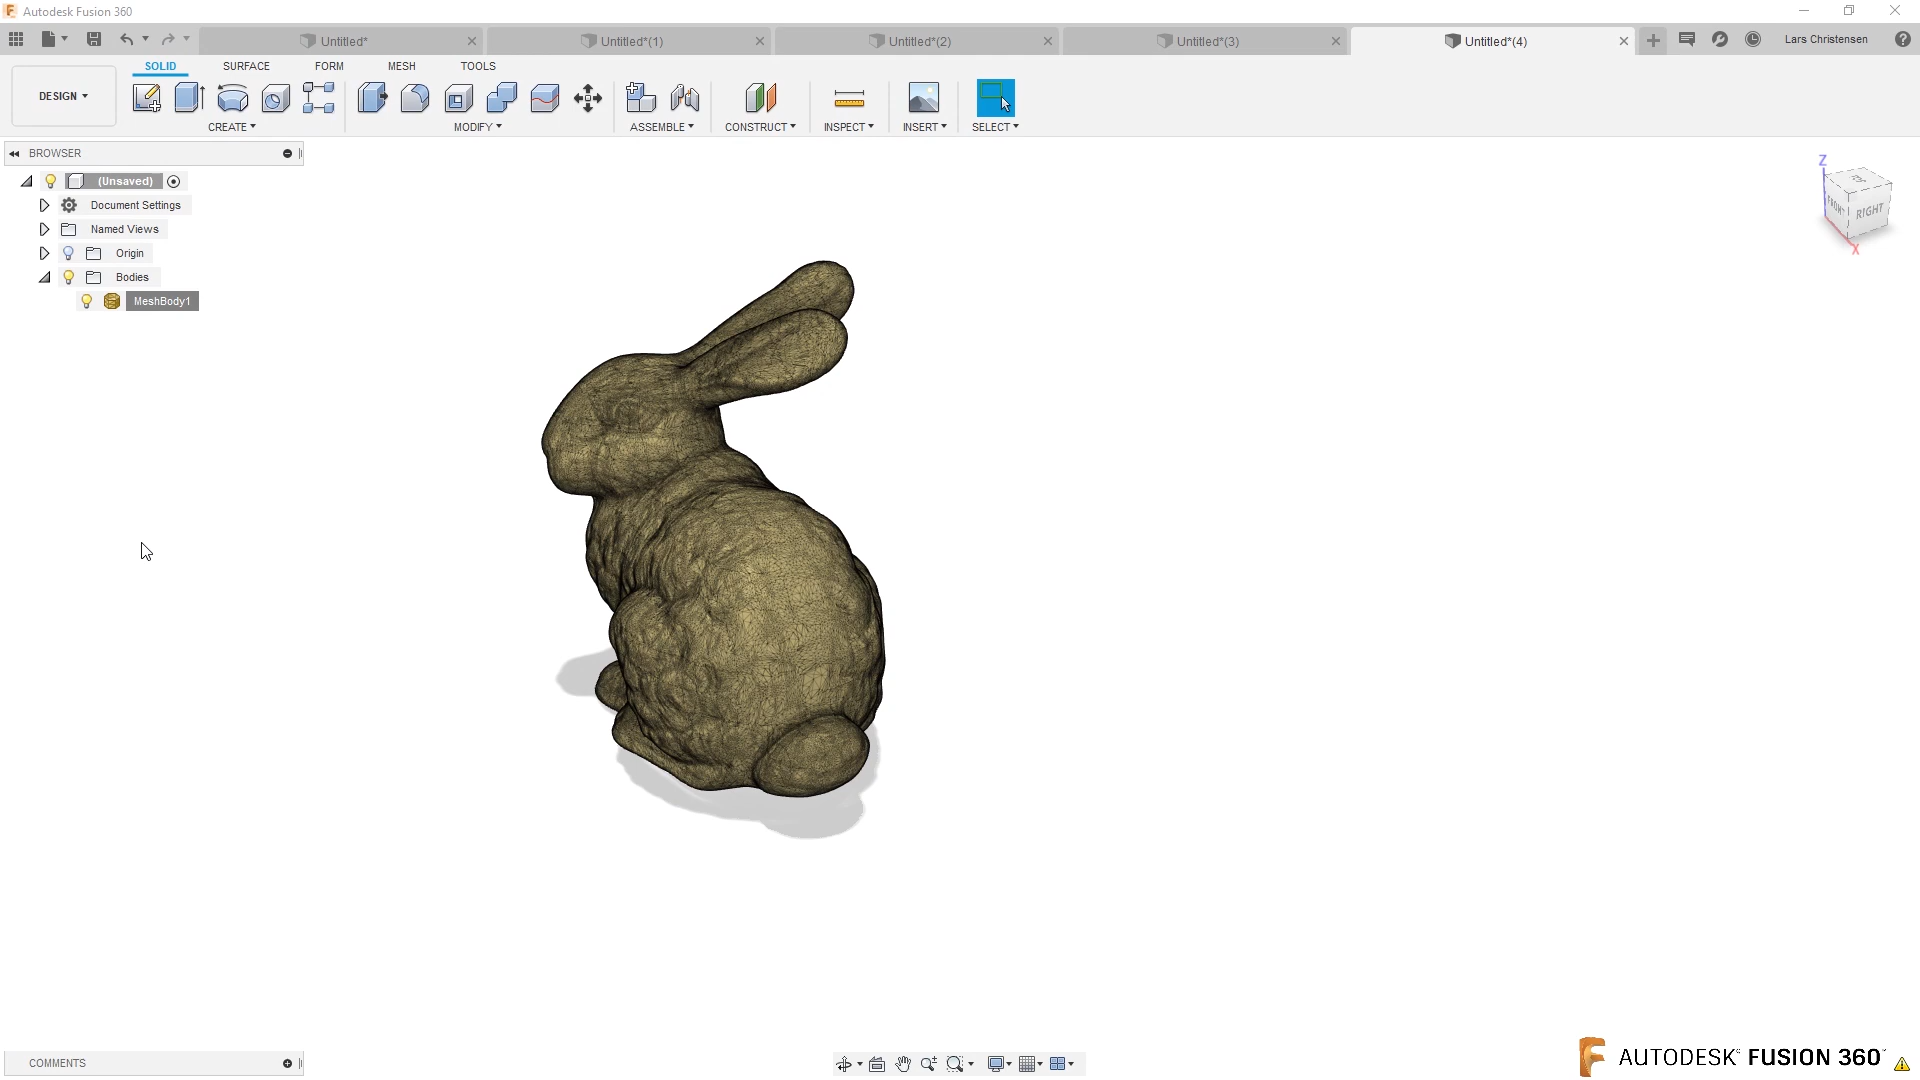 Autodesk Fusion 360
Untitled*
Untitled*(1)
Untitled*(2)
Untitled*(3)
Untitled*(4)
Lars Christensen
DESIGN
SOLID
SURFACE
FORM
MESH
TOOLS
CREATE
MODIFY
ASSEMBLE
CONSTRUCT
INSPECT
INSERT
SELECT
BROWSER
(Unsaved)
Document Settings
Named Views
Origin
Bodies
MeshBody1
Z
FRONT
RIGHT
X
COMMENTS
AUTODESK® FUSION 360™